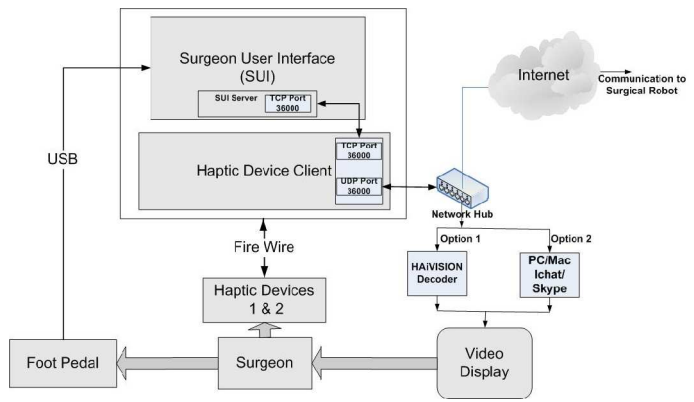 Surgeon User Interface
(SUI)
SUI Server
TCP Port
36000
Internet
Communication to
Surgical Robot
USB
Haptic Device Client
TCP Port
36000
UDP Port
36000
Network Hub
Fire Wire
Option 1
Option 2
HAiVISION
Decoder
PC/Mac
Ichat/
Skype
Haptic Devices
1 & 2
Foot Pedal
Surgeon
Video
Display